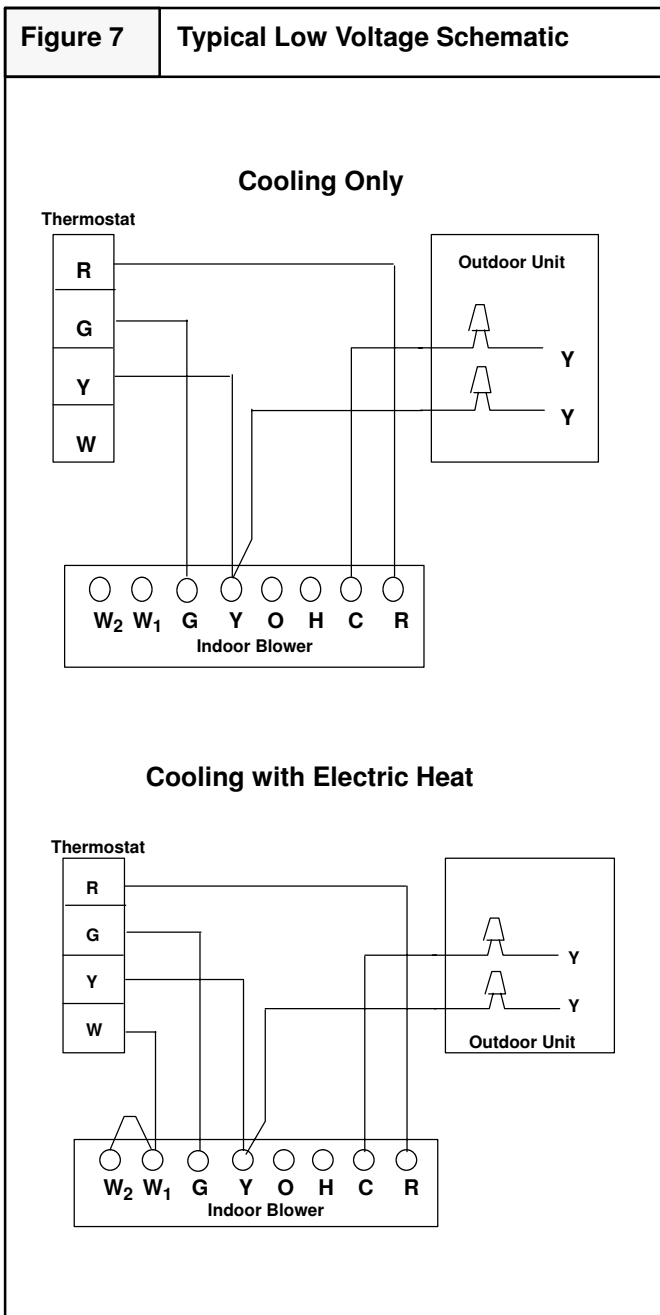 Figure 7 Typical Low Voltage Schematic
Cooling Only
Thermostat
R
G
Y
W
Outdoor Unit
Y
Y
W2 W1 G Y O H C R
Indoor Blower
Cooling with Electric Heat
Thermostat
R
G
Y
W
Y
Y
Outdoor Unit
W2 W1 G Y O H C R
Indoor Blower